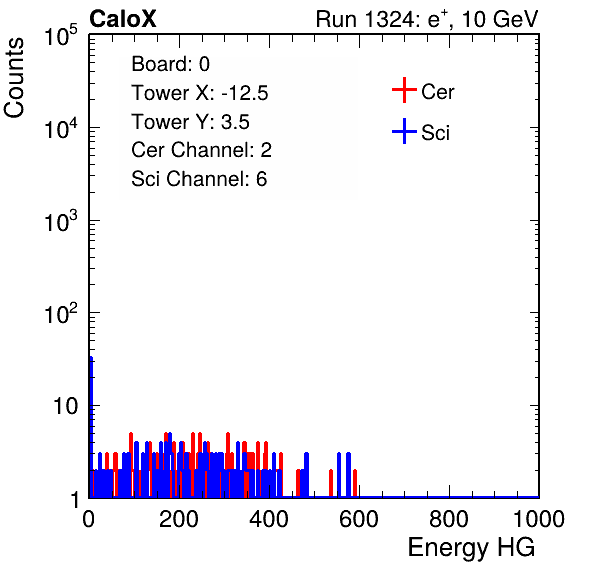 CaloX Run 1324: e⁺, 10 GeV
Counts
10⁵
10⁴
10³
10²
10
1
Board: 0
Tower X: -12.5
Tower Y: 3.5
Cer Channel: 2
Sci Channel: 6
Cer
Sci
0 200 400 600 800 1000
Energy HG